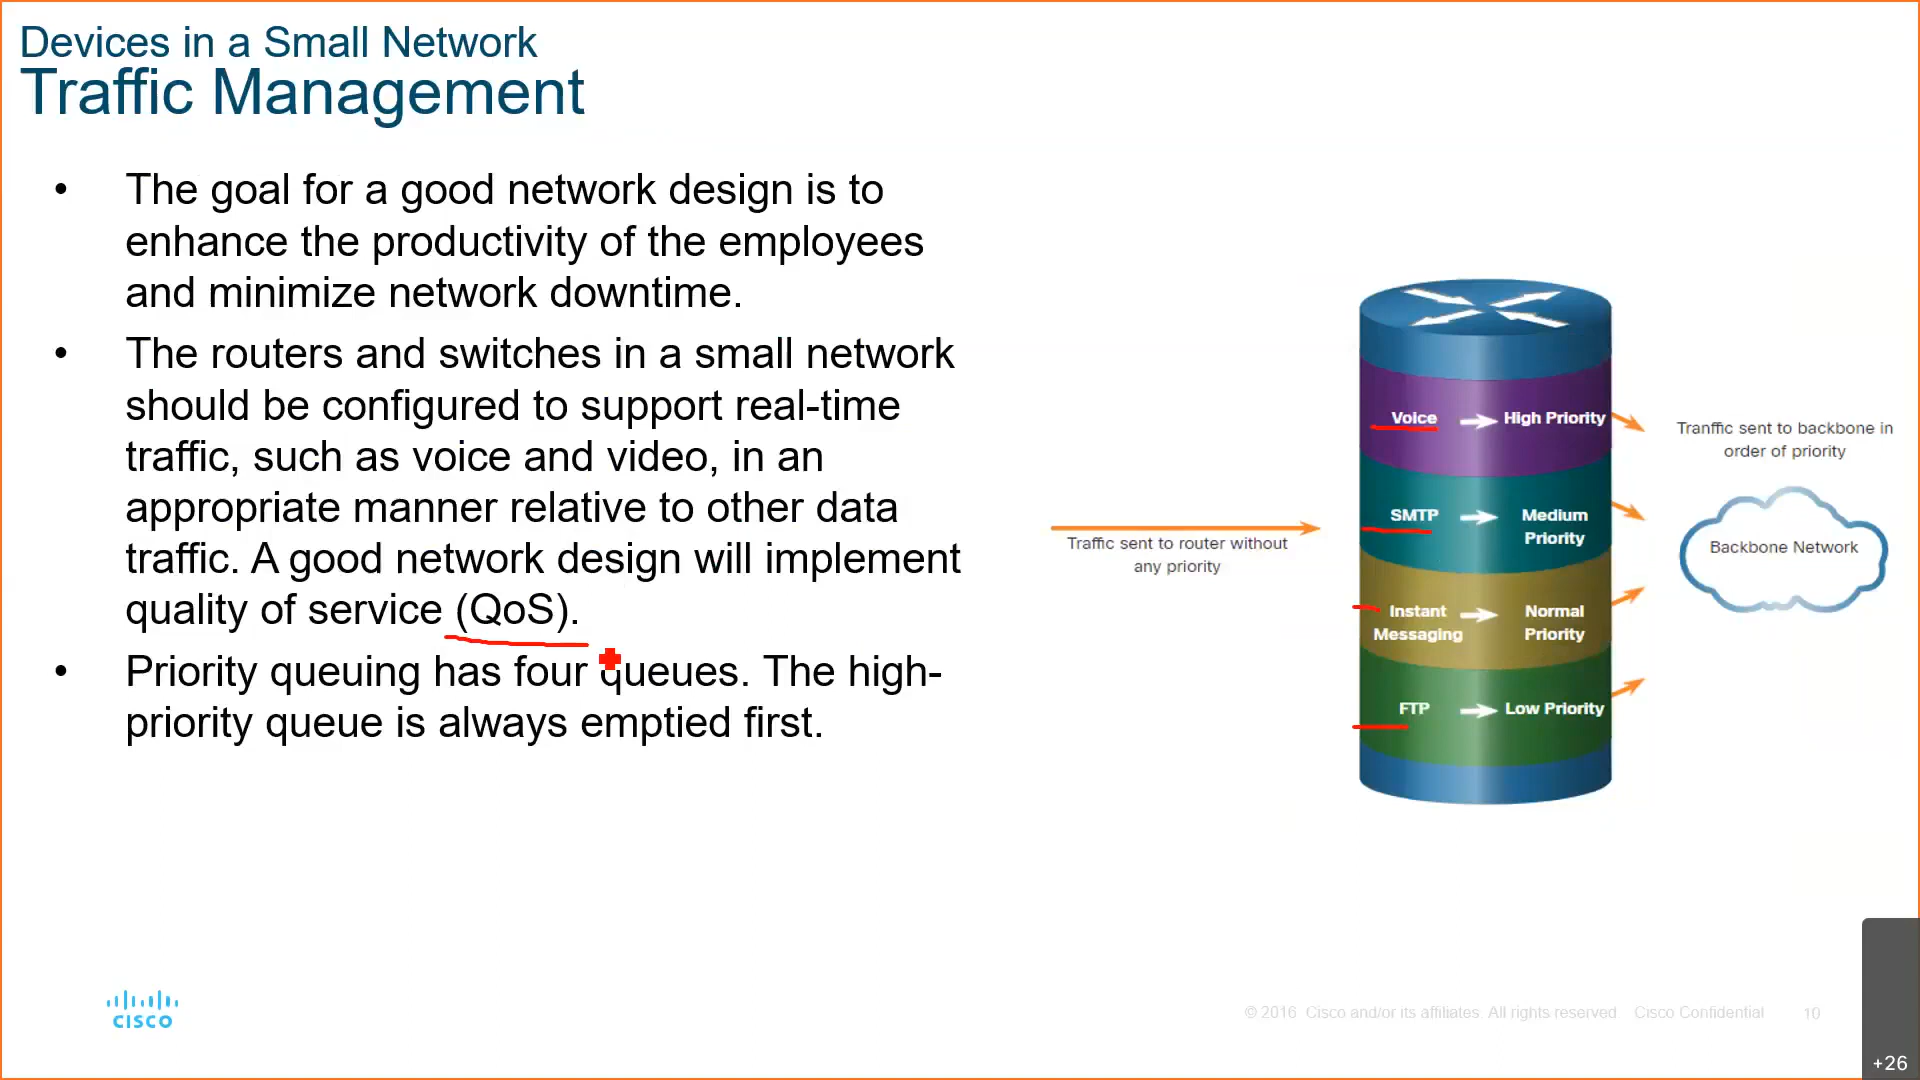 Devices in a Small Network
Traffic Management
• The goal for a good network design is to
enhance the productivity of the employees
and minimize network downtime.
• The routers and switches in a small network
should be configured to support real-time
traffic, such as voice and video, in an
appropriate manner relative to other data
traffic. A good network design will implement
quality of service (QoS).
• Priority queuing has four queues. The high-
priority queue is always emptied first.
Traffic sent to router without
any priority
Voice High Priority
SMTP Medium
Priority
Instant Normal
Messaging Priority
FTP Low Priority
Tranffic sent to backbone in
order of priority
Backbone Network
CISCO
© 2016 Cisco and/or its affiliates. All rights reserved. Cisco Confidential 10
+26